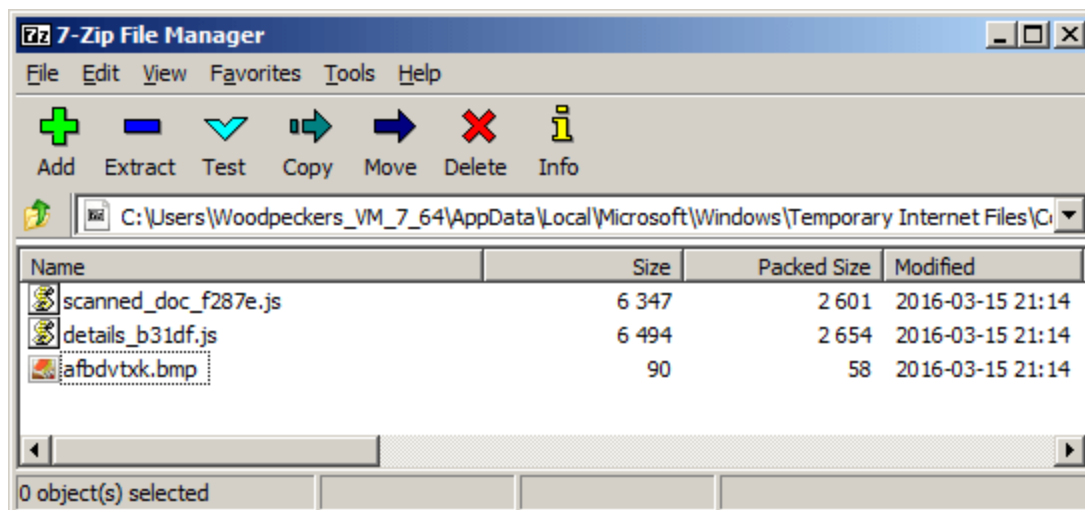 7z 7-Zip File Manager
File Edit View Favorites Tools Help
Add Extract Test Copy Move Delete Info
C:\Users\Woodpeckers_VM_7_64\AppData\Local\Microsoft\Windows\Temporary Internet Files\C
Name Size Packed Size Modified
scanned_doc_f287e.js 6 347 2 601 2016-03-15 21:14
details_b31df.js 6 494 2 654 2016-03-15 21:14
afbdvtxk.bmp 90 58 2016-03-15 21:14
0 object(s) selected